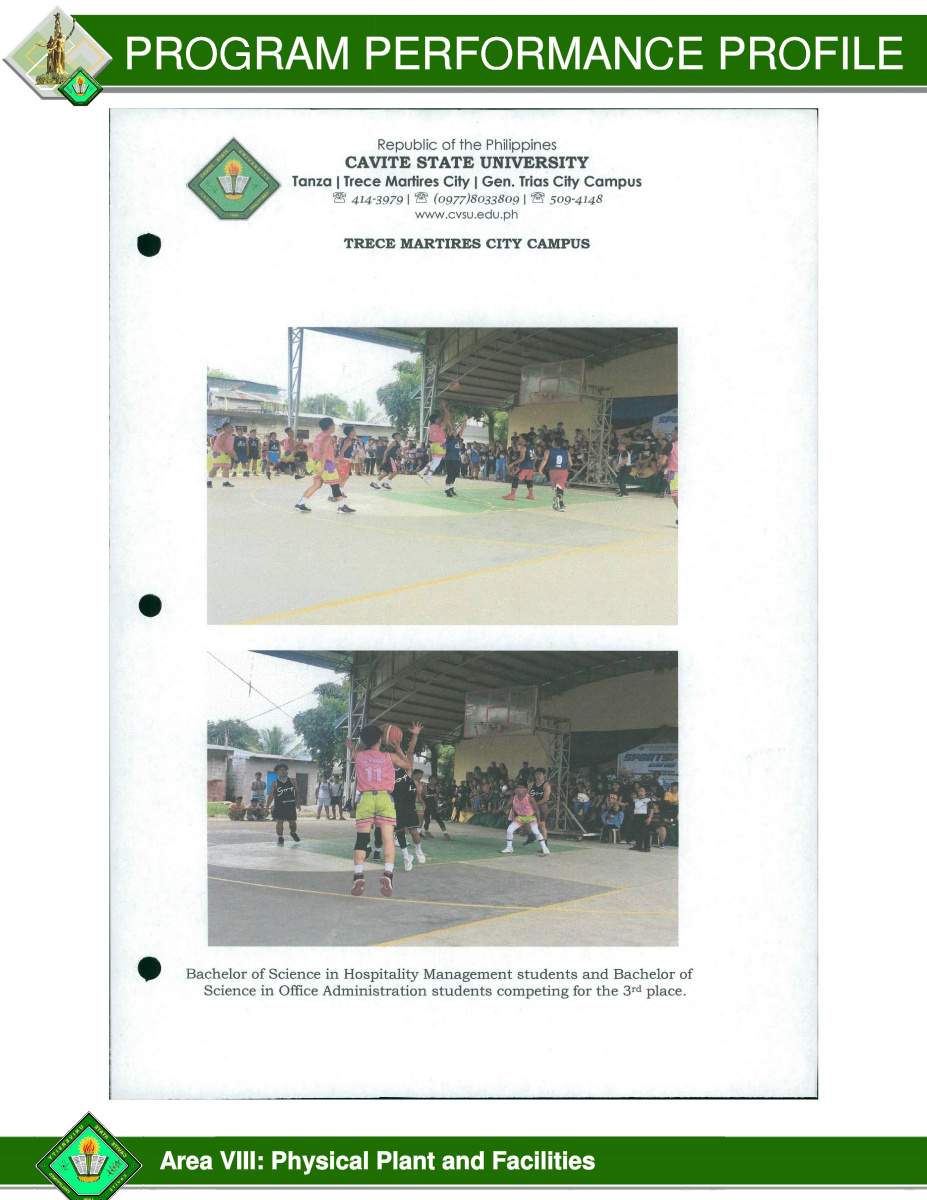 PROGRAM PERFORMANCE PROFILE
Republic of the Philippines
CAVITE STATE UNIVERSITY
Tanza | Trece Martires City | Gen. Trias City Campus
☏ 414-3979 | ☏ (0977)8033809 | ☏ 509-4148
www.cvsu.edu.ph
TRECE MARTIRES CITY CAMPUS
9
11
Bachelor of Science in Hospitality Management students and Bachelor of
Science in Office Administration students competing for the 3rd place.
Area VIII: Physical Plant and Facilities